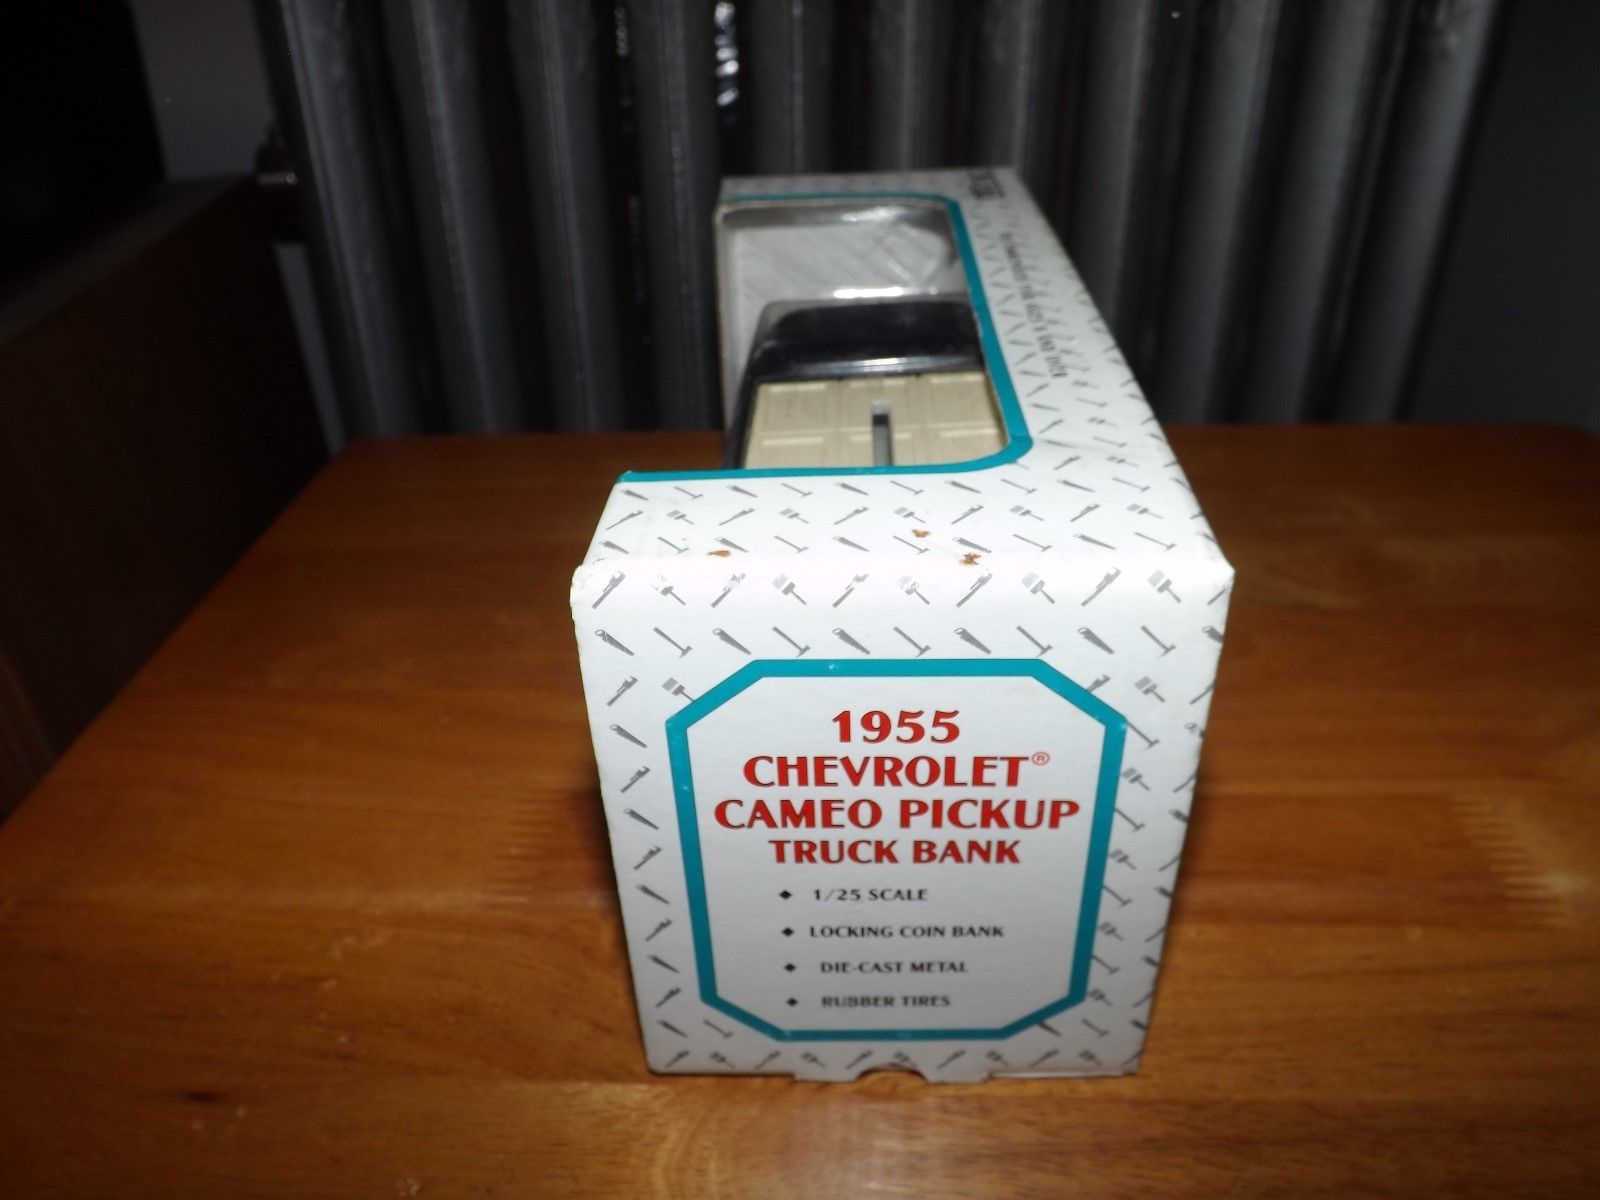 1955
CHEVROLET®
CAMEO PICKUP
TRUCK BANK
◆ 1/25 SCALE
◆ LOCKING COIN BANK
◆ DIE-CAST METAL
◆ RUBBER TIRES